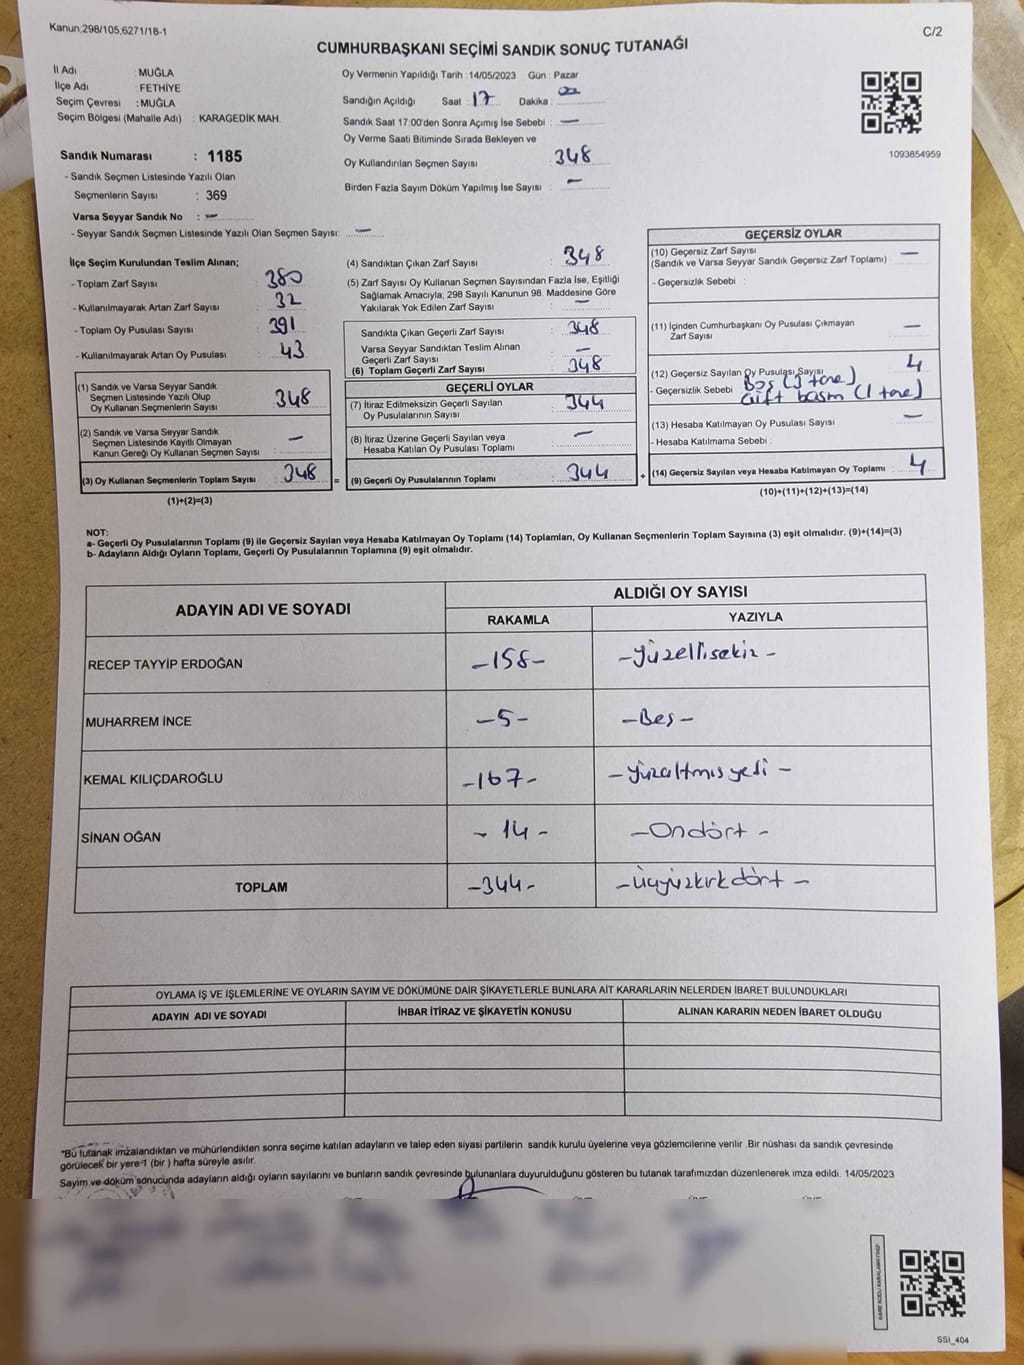 Kanun:298/105,6271/18-1
C/2
CUMHURBAŞKANI SEÇİMİ SANDIK SONUÇ TUTANAĞI
İl Adı : MUĞLA
İlçe Adı : FETHİYE
Seçim Çevresi : MUĞLA
Seçim Bölgesi (Mahalle Adı) : KARAGEDİK MAH.
Sandık Numarası : 1185
- Sandık Seçmen Listesinde Yazılı Olan
Seçmenlerin Sayısı : 369
Varsa Seyyar Sandık No : -
- Seyyar Sandık Seçmen Listesinde Yazılı Olan Seçmen Sayısı: -
Oy Vermenin Yapıldığı Tarih : 14/05/2023 Gün : Pazar
Sandığın Açıldığı Saat : 17 Dakika : 00
Sandık Saat 17:00'den Sonra Açımış İse Sebebi : -
Oy Verme Saati Bitiminde Sırada Bekleyen ve
Oy Kullandırılan Seçmen Sayısı : 348
Birden Fazla Sayım Döküm Yapılmış İse Sayısı : -
1093854959
İlçe Seçim Kurulundan Teslim Alınan;
- Toplam Zarf Sayısı : 380
- Kullanılmayarak Artan Zarf Sayısı : 32
- Toplam Oy Pusulası Sayısı : 391
- Kullanılmayarak Artan Oy Pusulası : 43
(1) Sandık ve Varsa Seyyar Sandık
Seçmen Listesinde Yazılı Olup
Oy Kullanan Seçmenlerin Sayısı : 348
(2) Sandık ve Varsa Seyyar Sandık
Seçmen Listesinde Kayıtlı Olmayan
Kanun Gereği Oy Kullanan Seçmen Sayısı : -
(3) Oy Kullanan Seçmenlerin Toplam Sayısı : 348 =
(1)+(2)=(3)
(4) Sandıktan Çıkan Zarf Sayısı : 348
(5) Zarf Sayısı Oy Kullanan Seçmen Sayısından Fazla İse, Eşitliği
Sağlamak Amacıyla, 298 Sayılı Kanunun 98. Maddesine Göre
Yakılarak Yok Edilen Zarf Sayısı : -
Sandıkta Çıkan Geçerli Zarf Sayısı : 348
Varsa Seyyar Sandıktan Teslim Alınan
Geçerli Zarf Sayısı : -
(6) Toplam Geçerli Zarf Sayısı : 348
GEÇERLİ OYLAR
(7) İtiraz Edilmeksizin Geçerli Sayılan
Oy Pusulalarının Sayısı : 344
(8) İtiraz Üzerine Geçerli Sayılan veya
Hesaba Katılan Oy Pusulası Toplamı : -
(9) Geçerli Oy Pusulalarının Toplamı : 344 +
GEÇERSİZ OYLAR
(10) Geçersiz Zarf Sayısı : -
(Sandık ve Varsa Seyyar Sandık Geçersiz Zarf Toplamı)
- Geçersizlik Sebebi :
(11) İçinden Cumhurbaşkanı Oy Pusulası Çıkmayan
Zarf Sayısı : -
(12) Geçersiz Sayılan Oy Pusulası Sayısı : 4
- Geçersizlik Sebebi : Boş (3 tane)
Çift basım (1 tane)
(13) Hesaba Katılmayan Oy Pusulası Sayısı : -
- Hesaba Katılmama Sebebi :
(14) Geçersiz Sayılan veya Hesaba Katılmayan Oy Toplamı : 4
(10)+(11)+(12)+(13)=(14)
NOT:
a- Geçerli Oy Pusulalarının Toplamı (9) ile Geçersiz Sayılan veya Hesaba Katılmayan Oy Toplamı (14) Toplamları, Oy Kullanan Seçmenlerin Toplam Sayısına (3) eşit olmalıdır. (9)+(14)=(3)
b- Adayların Aldığı Oyların Toplamı, Geçerli Oy Pusulalarının Toplamına (9) eşit olmalıdır.
ADAYIN ADI VE SOYADI
ALDIĞI OY SAYISI
RAKAMLA YAZIYLA
RECEP TAYYİP ERDOĞAN -158- -Yüzellisekiz-
MUHARREM İNCE -5- -Beş-
KEMAL KILIÇDAROĞLU -167- -Yüzaltmışyedi-
SİNAN OĞAN -14- -Ondört-
TOPLAM -344- -Üçyüzkırkdört-
OYLAMA İŞ VE İŞLEMLERİNE VE OYLARIN SAYIM VE DÖKÜMÜNE DAİR ŞİKAYETLERLE BUNLARA AİT KARARLARIN NELERDEN İBARET BULUNDUKLARI
ADAYIN ADI VE SOYADI İHBAR İTİRAZ VE ŞİKAYETİN KONUSU ALINAN KARARIN NEDEN İBARET OLDUĞU
*Bu tutanak imzalandıktan ve mühürlendikten sonra seçime katılan adayların ve talep eden siyasi partilerin sandık kurulu üyelerine veya gözlemcilerine verilir. Bir nüshası da sandık çevresinde
görülecek bir yere 1 (bir) hafta süreyle asılır.
Sayım ve döküm sonucunda adayların aldığı oyların sayılarını ve bunların sandık çevresinde bulunanlara duyurulduğunu gösteren bu tutanak tarafımızdan düzenlenerek imza edildi. 14/05/2023
KARE KODU KARALAMAYINIZ!
SSI_404